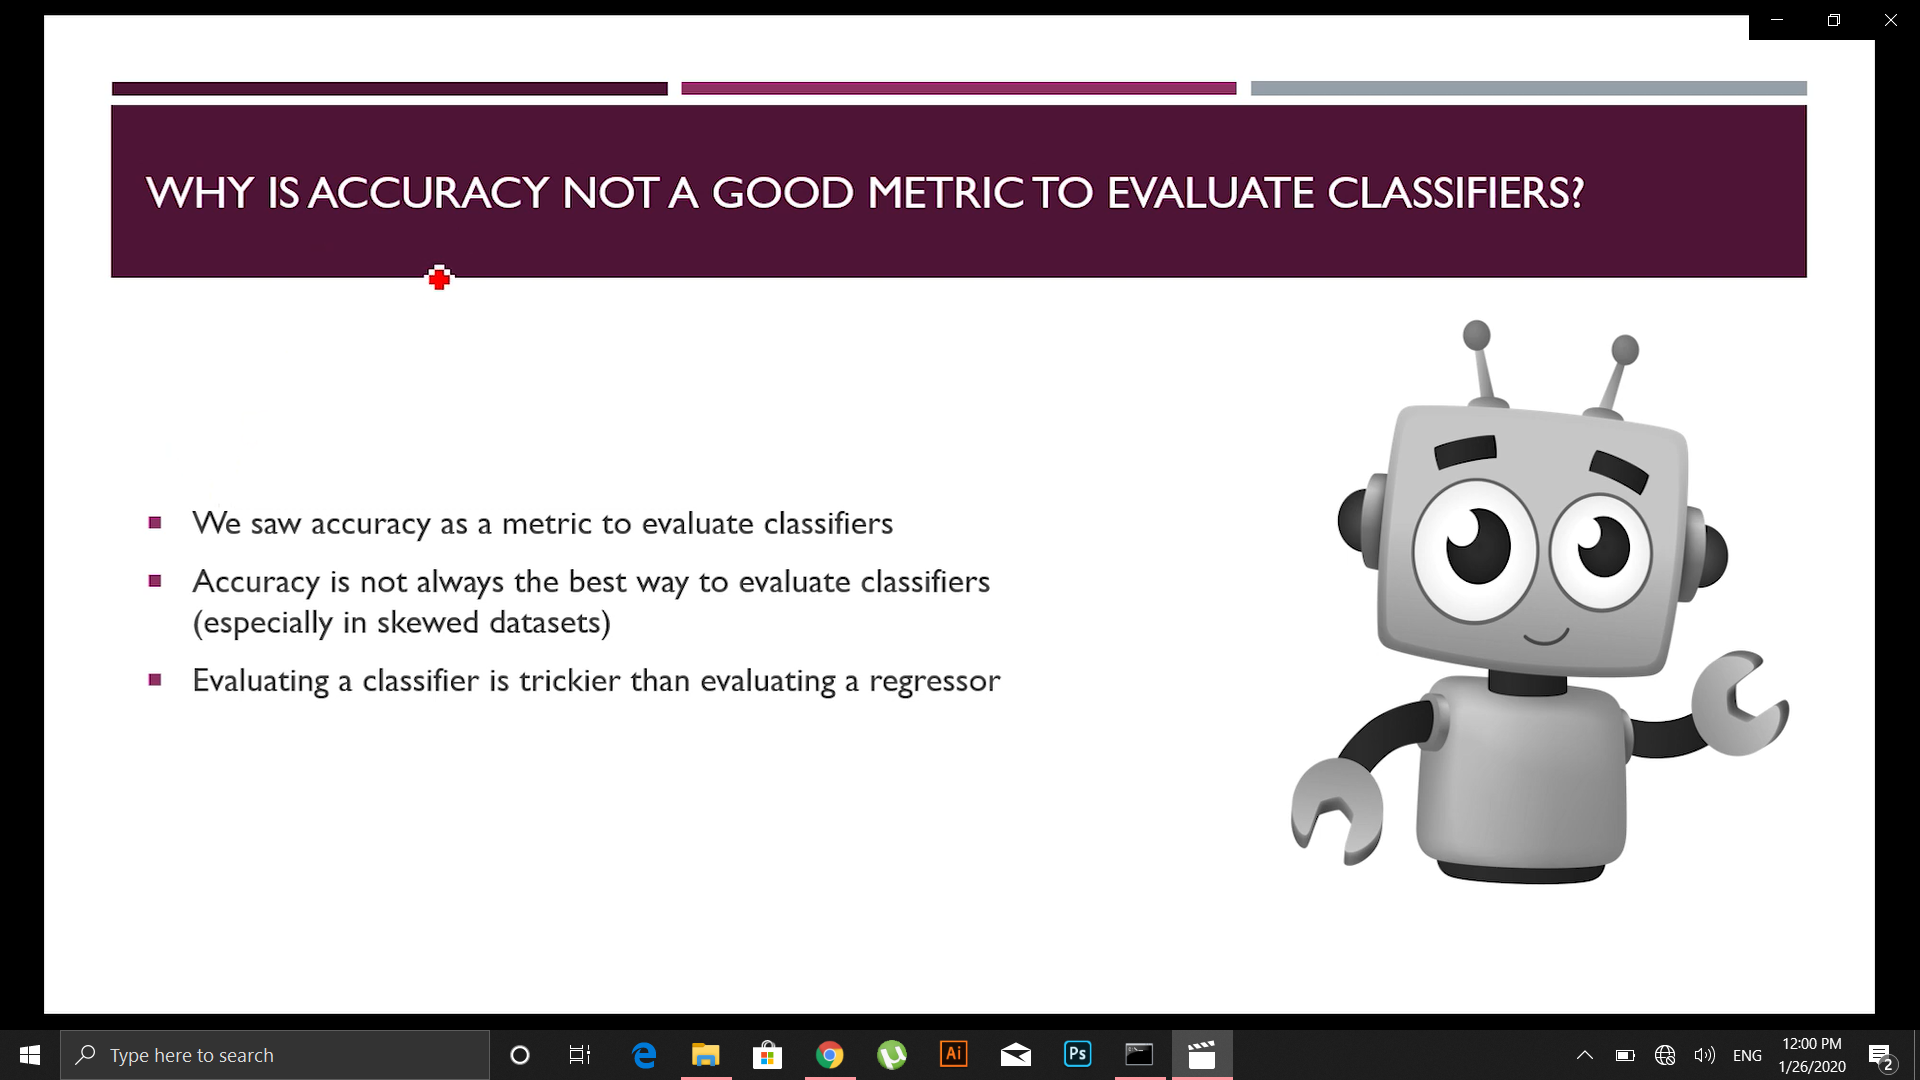 WHY IS ACCURACY NOT A GOOD METRIC TO EVALUATE CLASSIFIERS?
We saw accuracy as a metric to evaluate classifiers
Accuracy is not always the best way to evaluate classifiers
(especially in skewed datasets)
Evaluating a classifier is trickier than evaluating a regressor
Type here to search
Ai
Ps
ENG
12:00 PM
1/26/2020
2